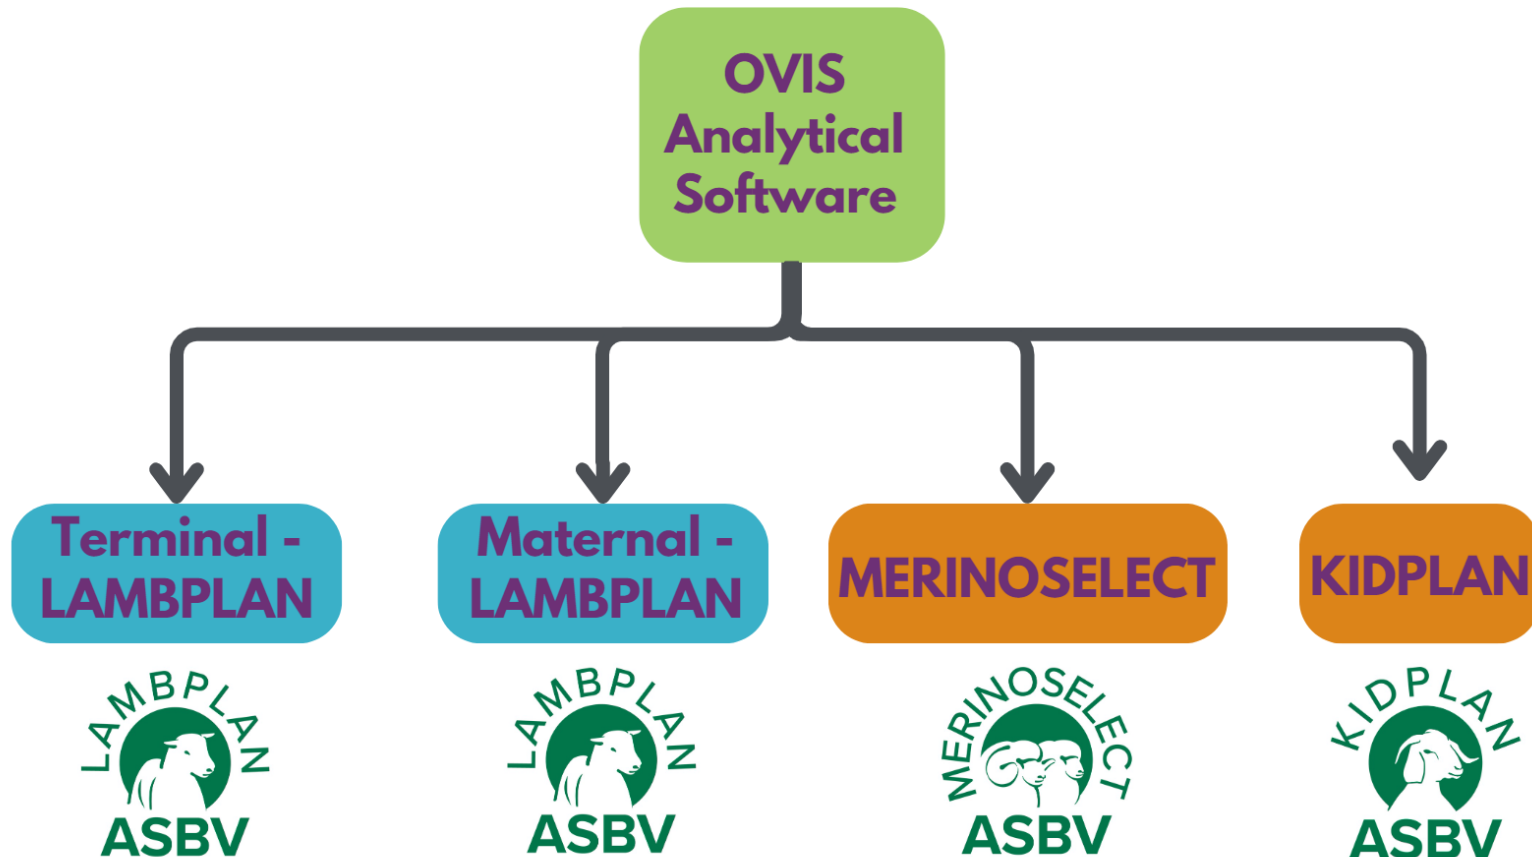 OVIS
Analytical
Software
Terminal -
LAMBPLAN
Maternal -
LAMBPLAN
MERINOSELECT
KIDPLAN
LAMBPLAN
ASBV
LAMBPLAN
ASBV
MERINOSELECT
ASBV
KIDPLAN
ASBV